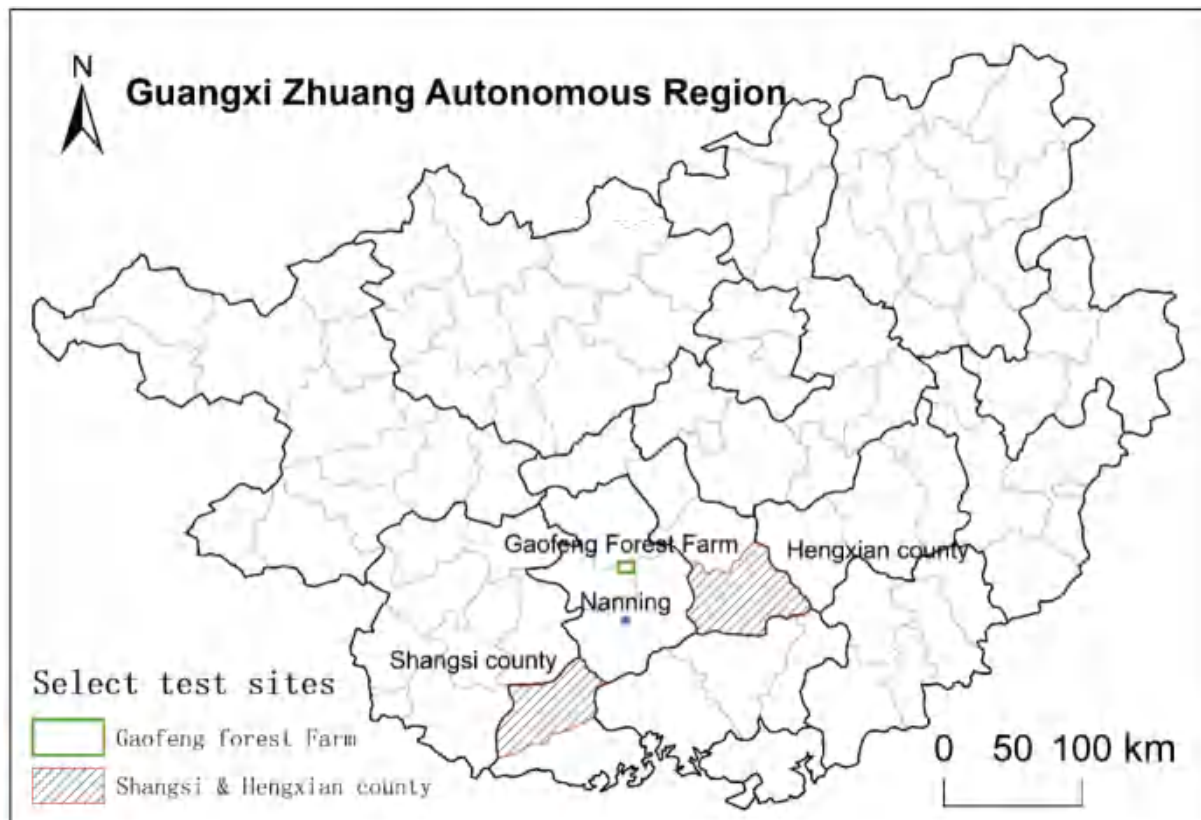 N
Guangxi Zhuang Autonomous Region
Gaofeng Forest Farm
Hengxian county
Nanning
Shangsi county
Select test sites
Gaofeng forest Farm
Shangsi & Hengxian county
0 50 100 km